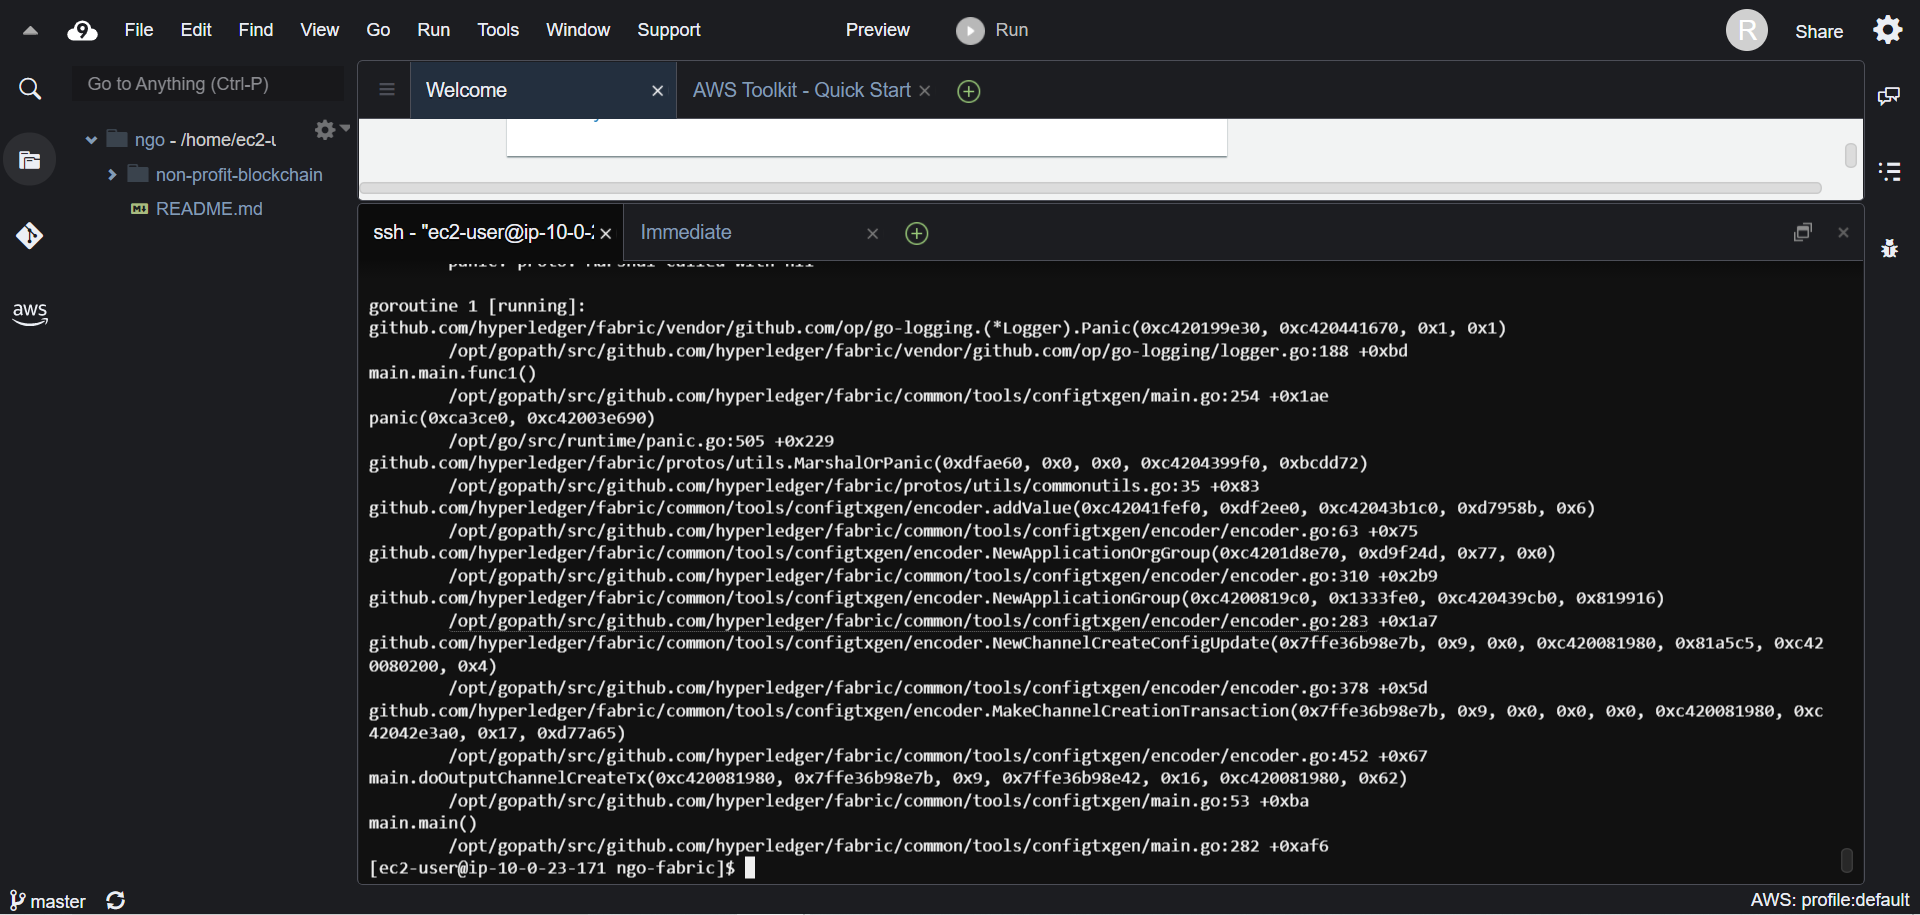 File Edit Find View Go Run Tools Window Support Preview Run R Share
Go to Anything (Ctrl-P)
Welcome
AWS Toolkit - Quick Start
ngo - /home/ec2-u
non-profit-blockchain
README.md
aws
ssh - "ec2-user@ip-10-0-2
Immediate
panic: proto: Marshal called with nil
goroutine 1 [running]:
github.com/hyperledger/fabric/vendor/github.com/op/go-logging.(*Logger).Panic(0xc420199e30, 0xc420441670, 0x1, 0x1)
/opt/gopath/src/github.com/hyperledger/fabric/vendor/github.com/op/go-logging/logger.go:188 +0xbd
main.main.func1()
/opt/gopath/src/github.com/hyperledger/fabric/common/tools/configtxgen/main.go:254 +0x1ae
panic(0xca3ce0, 0xc42003e690)
/opt/go/src/runtime/panic.go:505 +0x229
github.com/hyperledger/fabric/protos/utils.MarshalOrPanic(0xdfae60, 0x0, 0x0, 0xc4204399f0, 0xbcdd72)
/opt/gopath/src/github.com/hyperledger/fabric/protos/utils/commonutils.go:35 +0x83
github.com/hyperledger/fabric/common/tools/configtxgen/encoder.addValue(0xc42041fef0, 0xdf2ee0, 0xc42043b1c0, 0xd7958b, 0x6)
/opt/gopath/src/github.com/hyperledger/fabric/common/tools/configtxgen/encoder/encoder.go:63 +0x75
github.com/hyperledger/fabric/common/tools/configtxgen/encoder.NewApplicationOrgGroup(0xc4201d8e70, 0xd9f24d, 0x77, 0x0)
/opt/gopath/src/github.com/hyperledger/fabric/common/tools/configtxgen/encoder/encoder.go:310 +0x2b9
github.com/hyperledger/fabric/common/tools/configtxgen/encoder.NewApplicationGroup(0xc4200819c0, 0x1333fe0, 0xc420439cb0, 0x819916)
/opt/gopath/src/github.com/hyperledger/fabric/common/tools/configtxgen/encoder/encoder.go:283 +0x1a7
github.com/hyperledger/fabric/common/tools/configtxgen/encoder.NewChannelCreateConfigUpdate(0x7ffe36b98e7b, 0x9, 0x0, 0xc420081980, 0x81a5c5, 0xc42
0080200, 0x4)
/opt/gopath/src/github.com/hyperledger/fabric/common/tools/configtxgen/encoder/encoder.go:378 +0x5d
github.com/hyperledger/fabric/common/tools/configtxgen/encoder.MakeChannelCreationTransaction(0x7ffe36b98e7b, 0x9, 0x0, 0x0, 0x0, 0xc420081980, 0xc
42042e3a0, 0x17, 0xd77a65)
/opt/gopath/src/github.com/hyperledger/fabric/common/tools/configtxgen/encoder/encoder.go:452 +0x67
main.doOutputChannelCreateTx(0xc420081980, 0x7ffe36b98e7b, 0x9, 0x7ffe36b98e42, 0x16, 0xc420081980, 0x62)
/opt/gopath/src/github.com/hyperledger/fabric/common/tools/configtxgen/main.go:53 +0xba
main.main()
/opt/gopath/src/github.com/hyperledger/fabric/common/tools/configtxgen/main.go:282 +0xaf6
[ec2-user@ip-10-0-23-171 ngo-fabric]$
master
AWS: profile:default